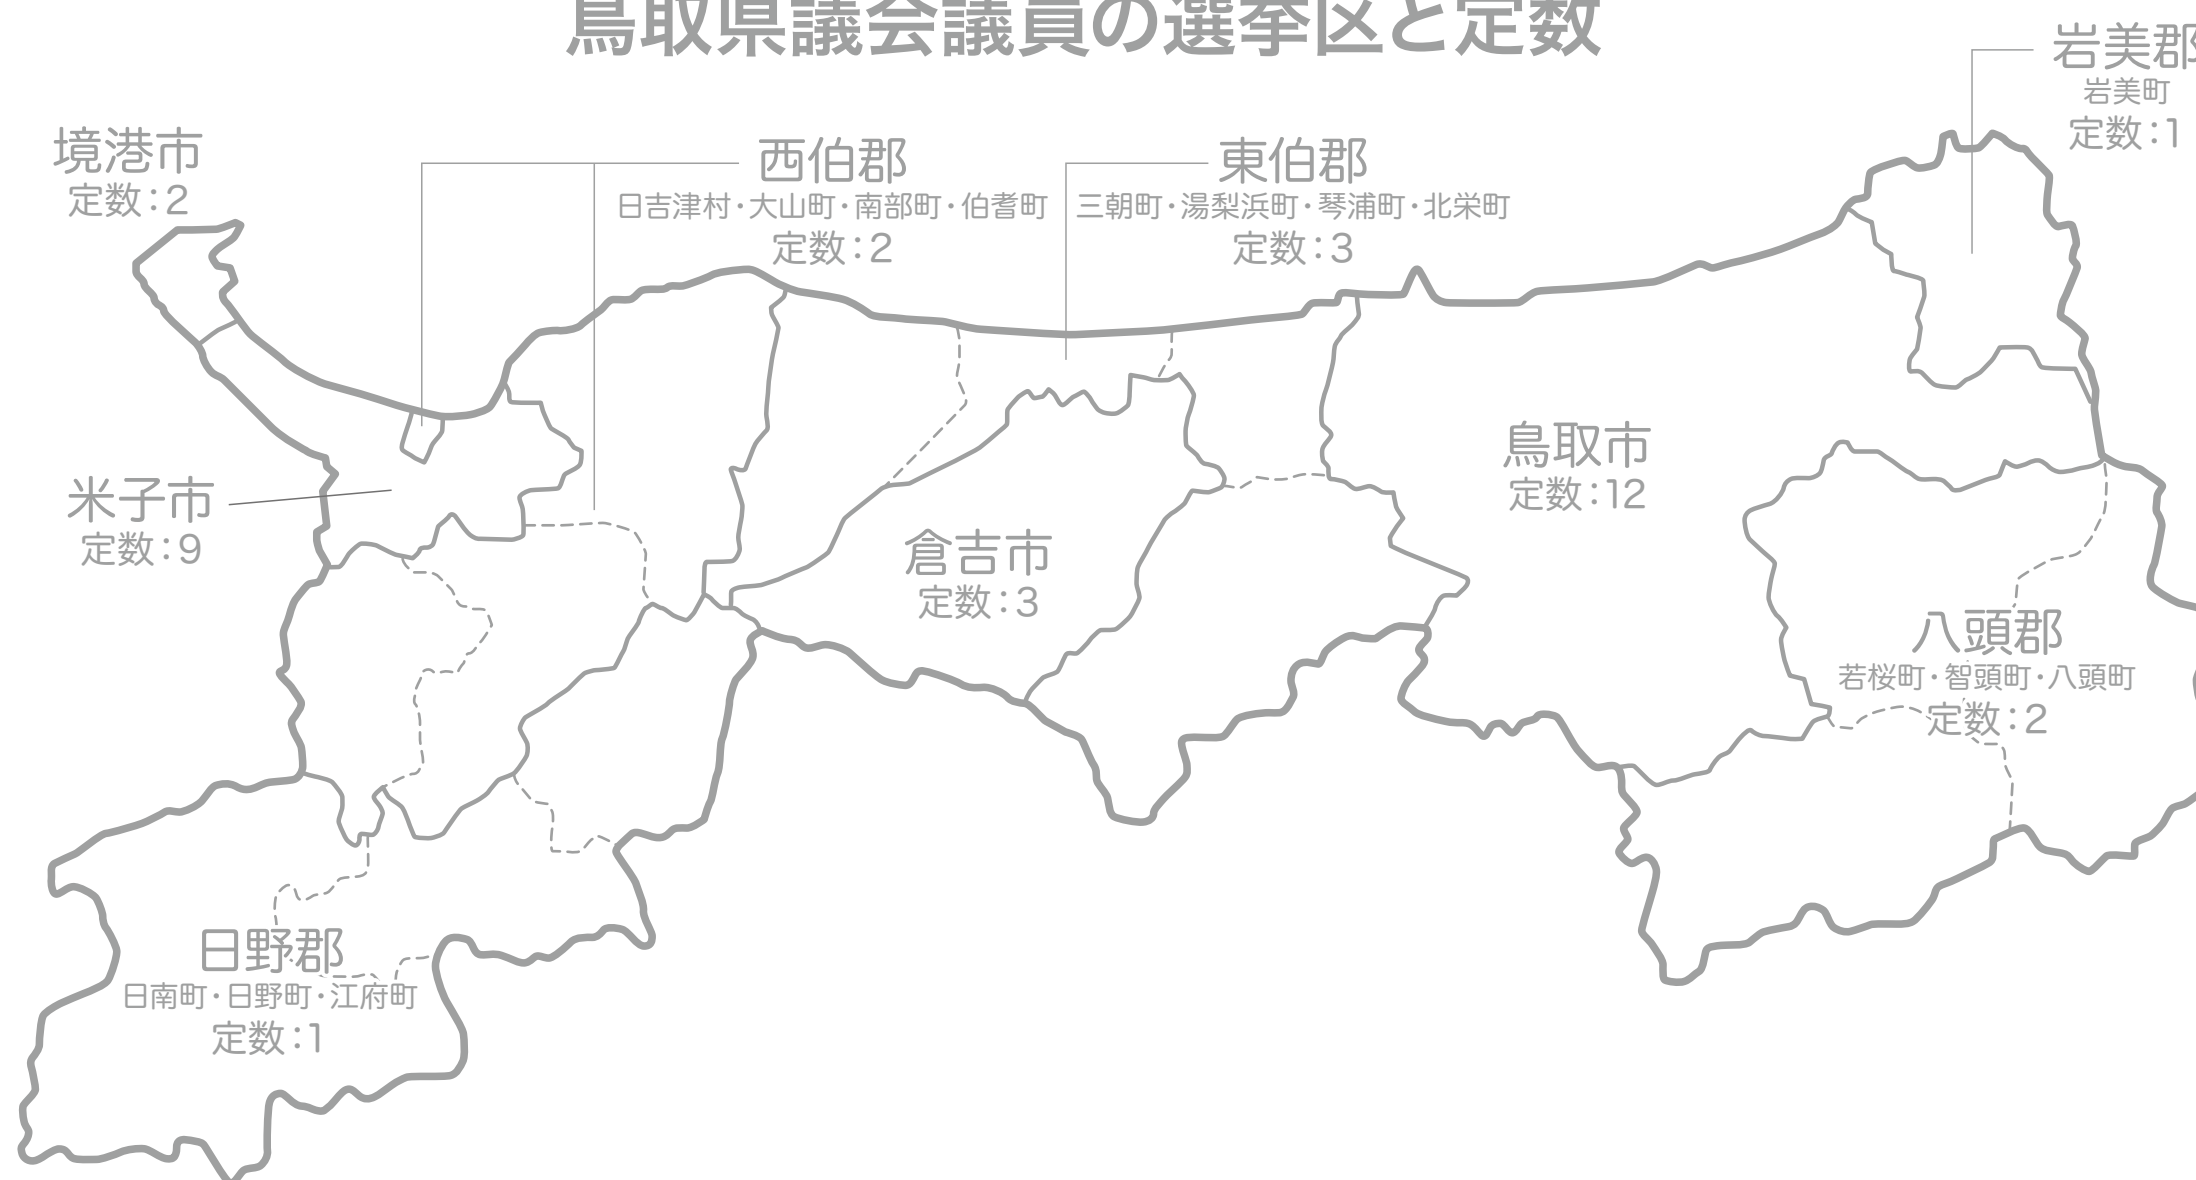 鳥取県議会議員の選挙区と定数
岩美郡
岩美町
定数:1
境港市
定数:2
西伯郡
日吉津村・大山町・南部町・伯耆町
定数:2
東伯郡
三朝町・湯梨浜町・琴浦町・北栄町
定数:3
鳥取市
定数:12
米子市
定数:9
倉吉市
定数:3
八頭郡
若桜町・智頭町・八頭町
定数:2
日野郡
日南町・日野町・江府町
定数:1